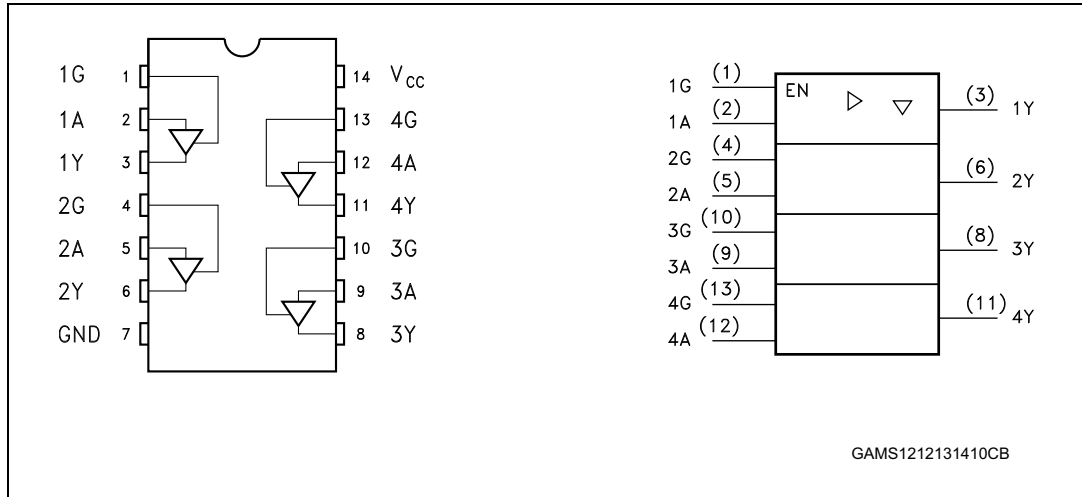 1G 1
1A 2
1Y 3
2G 4
2A 5
2Y 6
GND 7
14 VCC
13 4G
12 4A
11 4Y
10 3G
9 3A
8 3Y
1G (1)
1A (2)
2G (4)
2A (5)
3G (10)
3A (9)
4G (13)
4A (12)
EN
(3) 1Y
(6) 2Y
(8) 3Y
(11) 4Y
GAMS1212131410CB